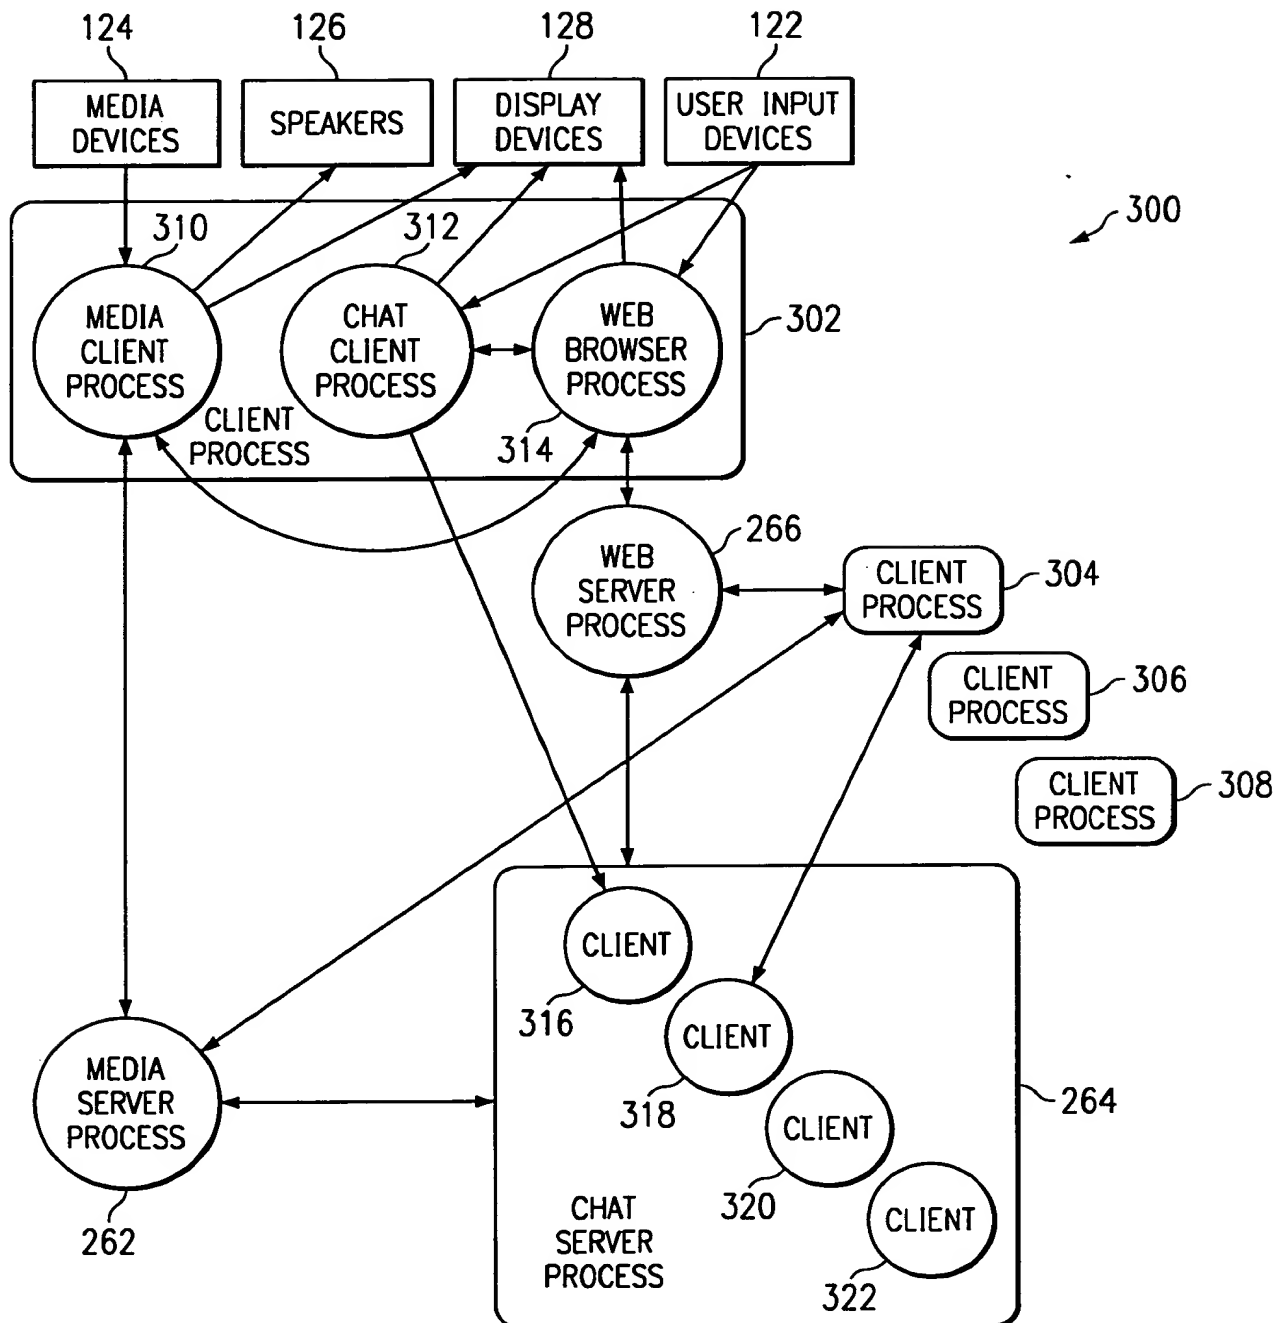 124
126
128
122
MEDIA
DEVICES
SPEAKERS
DISPLAY
DEVICES
USER INPUT
DEVICES
300
310
312
MEDIA
CLIENT
PROCESS
CHAT
CLIENT
PROCESS
WEB
BROWSER
PROCESS
302
CLIENT
PROCESS
314
266
WEB
SERVER
PROCESS
CLIENT
PROCESS
304
CLIENT
PROCESS
306
CLIENT
PROCESS
308
CLIENT
316
CLIENT
318
MEDIA
SERVER
PROCESS
264
CLIENT
320
262
CHAT
SERVER
PROCESS
CLIENT
322